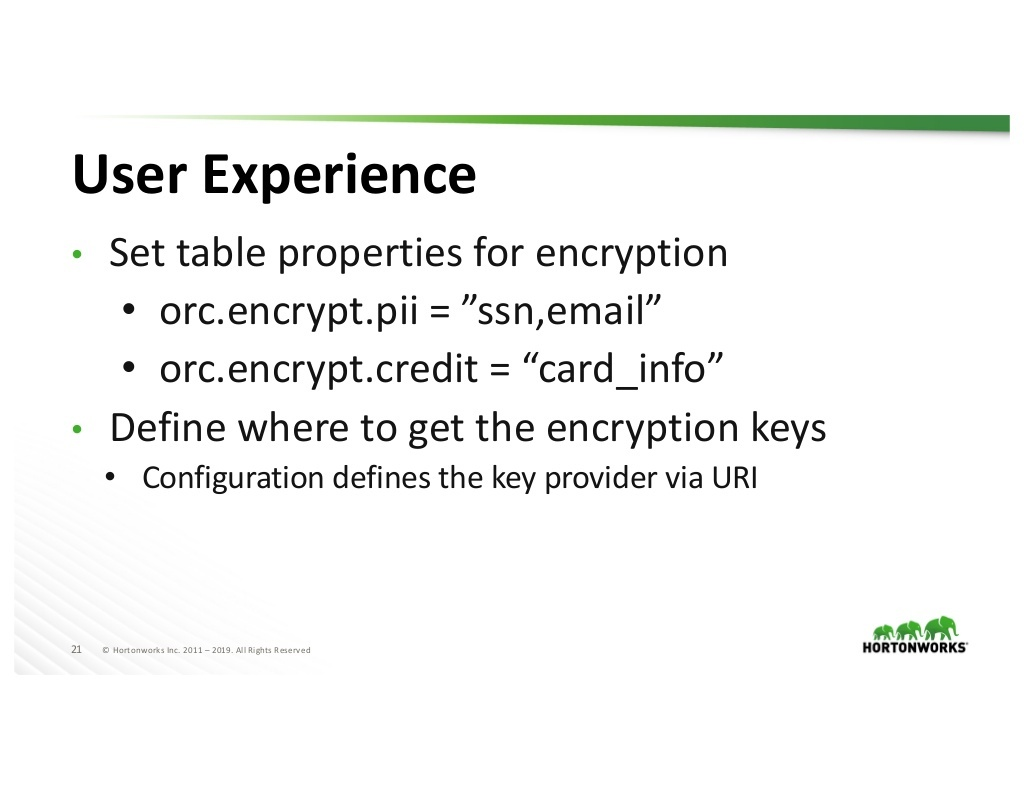 User Experience
• Set table properties for encryption
• orc.encrypt.pii = ”ssn,email”
• orc.encrypt.credit = “card_info”
• Define where to get the encryption keys
• Configuration defines the key provider via URI
21 © Hortonworks Inc. 2011 – 2019. All Rights Reserved
HORTONWORKS